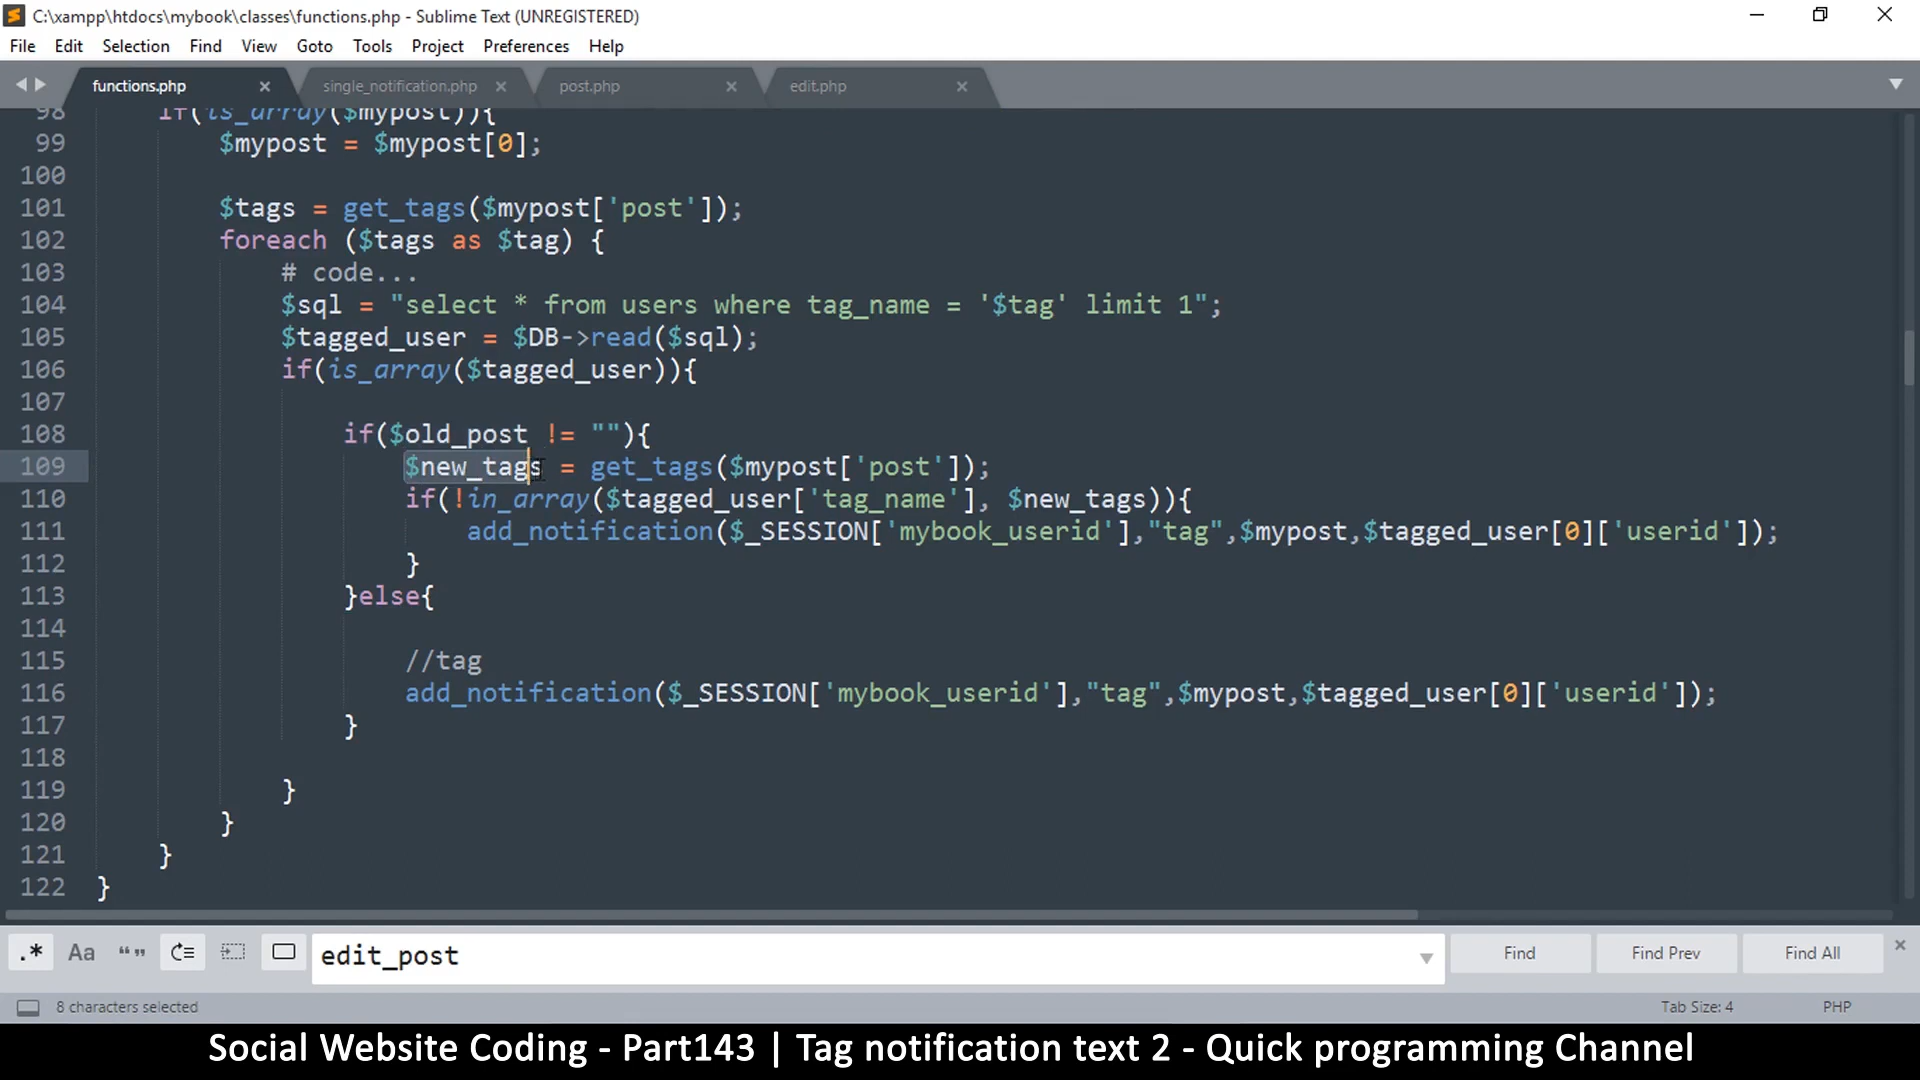 C:\xampp\htdocs\mybook\classes\functions.php - Sublime Text (UNREGISTERED)
File Edit Selection Find View Goto Tools Project Preferences Help
functions.php single_notification.php post.php edit.php
98 if(is_array($mypost)){
99 $mypost = $mypost[0];
100
101 $tags = get_tags($mypost['post']);
102 foreach ($tags as $tag) {
103 # code...
104 $sql = "select * from users where tag_name = '$tag' limit 1";
105 $tagged_user = $DB->read($sql);
106 if(is_array($tagged_user)){
107
108 if($old_post != ""){
109 $new_tags = get_tags($mypost['post']);
110 if(!in_array($tagged_user['tag_name'], $new_tags)){
111 add_notification($_SESSION['mybook_userid'],"tag",$mypost,$tagged_user[0]['userid']);
112 }
113 }else{
114
115 //tag
116 add_notification($_SESSION['mybook_userid'],"tag",$mypost,$tagged_user[0]['userid']);
117 }
118
119 }
120 }
121 }
122 }
.* Aa “ ” edit_post Find Find Prev Find All
8 characters selected Tab Size: 4 PHP
Social Website Coding - Part143 | Tag notification text 2 - Quick programming Channel